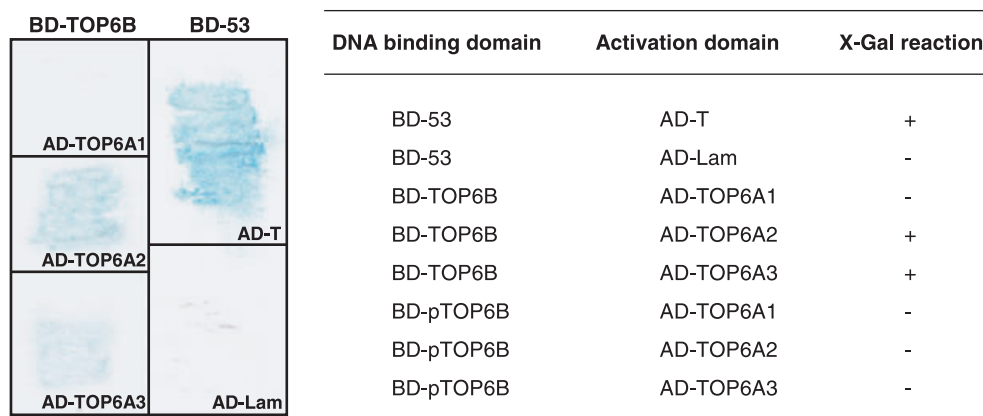 BD-TOP6B BD-53
AD-TOP6A1
AD-TOP6A2
AD-TOP6A3
AD-T
AD-Lam
DNA binding domain Activation domain X-Gal reaction
BD-53 AD-T +
BD-53 AD-Lam -
BD-TOP6B AD-TOP6A1 -
BD-TOP6B AD-TOP6A2 +
BD-TOP6B AD-TOP6A3 +
BD-pTOP6B AD-TOP6A1 -
BD-pTOP6B AD-TOP6A2 -
BD-pTOP6B AD-TOP6A3 -